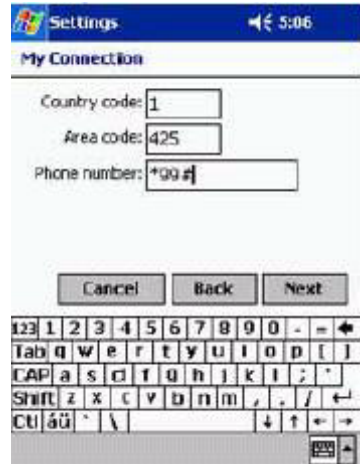 Settings 5:06
My Connection
Country code: 1
Area code: 425
Phone number: *99#
Cancel Back Next
123 1 2 3 4 5 6 7 8 9 0 - =
Tab q w e r t y u i o p [ ]
CAP a s d f g h j k l ; '
Shift z x c v b n m , . /
Ctl áü ` \